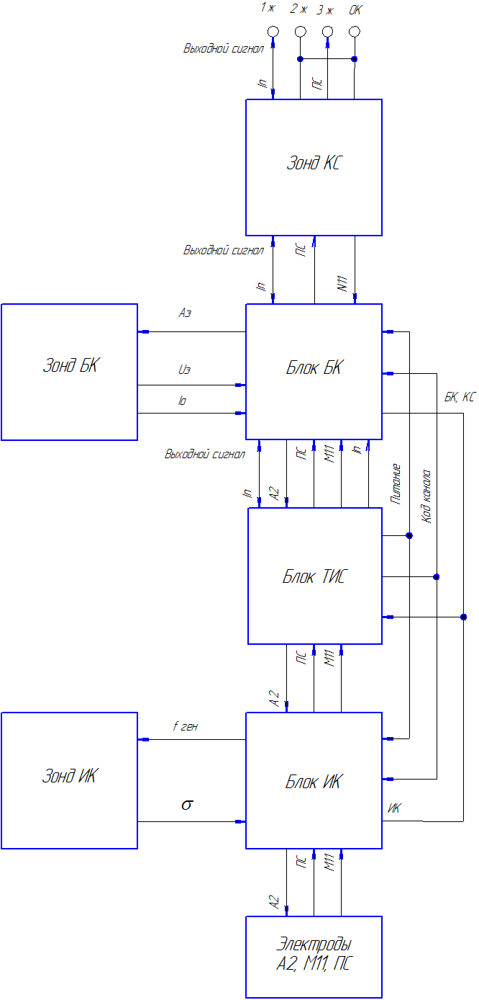 1 ж 2 ж 3 ж ОК
Выходной сигнал
Iп
ПС
Зонд КС
Выходной сигнал
Iп
ПС
N11
Зонд БК
Aэ
Uэ
Iо
Блок БК
БК, КС
Выходной сигнал
Iп
А2
ПС
М11
Iп
Питание
Код канала
Блок ТИС
А2
ПС
М11
Зонд ИК
f ген
σ
Блок ИК
ИК
А2
ПС
М11
Электроды
А2, М11, ПС